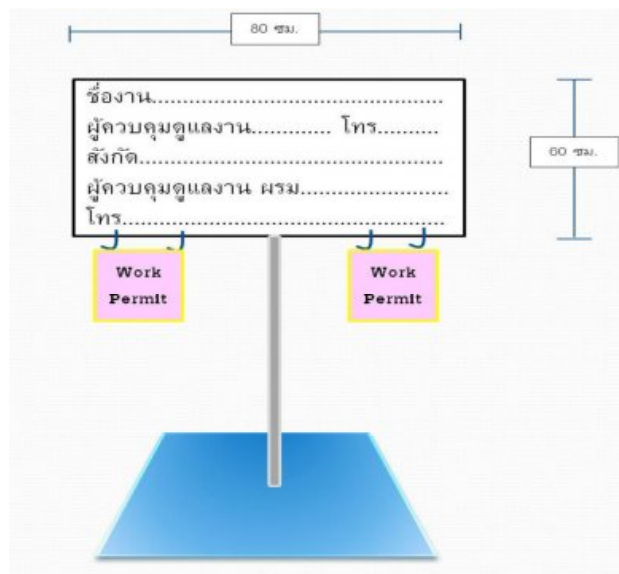 80 ซม.
ชื่องาน................................................
ผู้ควบคุมดูแลงาน............. โทร..........
สังกัด..................................................
ผู้ควบคุมดูแลงาน ผรม........................
โทร.....................................................
60 ซม.
Work
Permit
Work
Permit